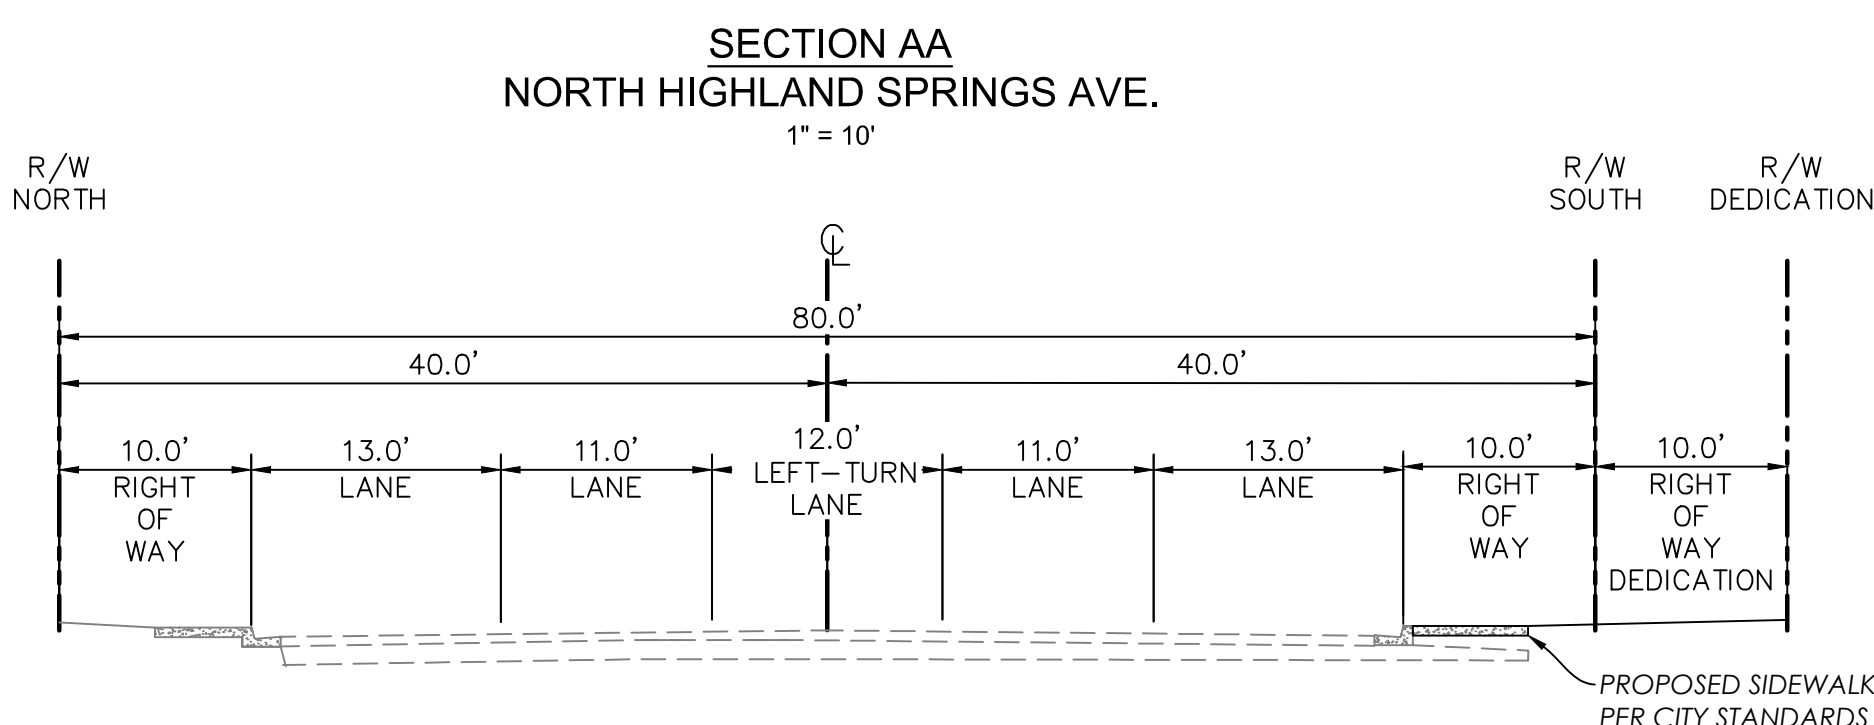 SECTION AA
NORTH HIGHLAND SPRINGS AVE.
1" = 10'
R/W
NORTH
R/W
SOUTH
R/W
DEDICATION
℄
80.0'
40.0'
40.0'
10.0'
RIGHT
OF
WAY
13.0'
LANE
11.0'
LANE
12.0'
LEFT-TURN
LANE
11.0'
LANE
13.0'
LANE
10.0'
RIGHT
OF
WAY
10.0'
RIGHT
OF
WAY
DEDICATION
PROPOSED SIDEWALK
PER CITY STANDARDS